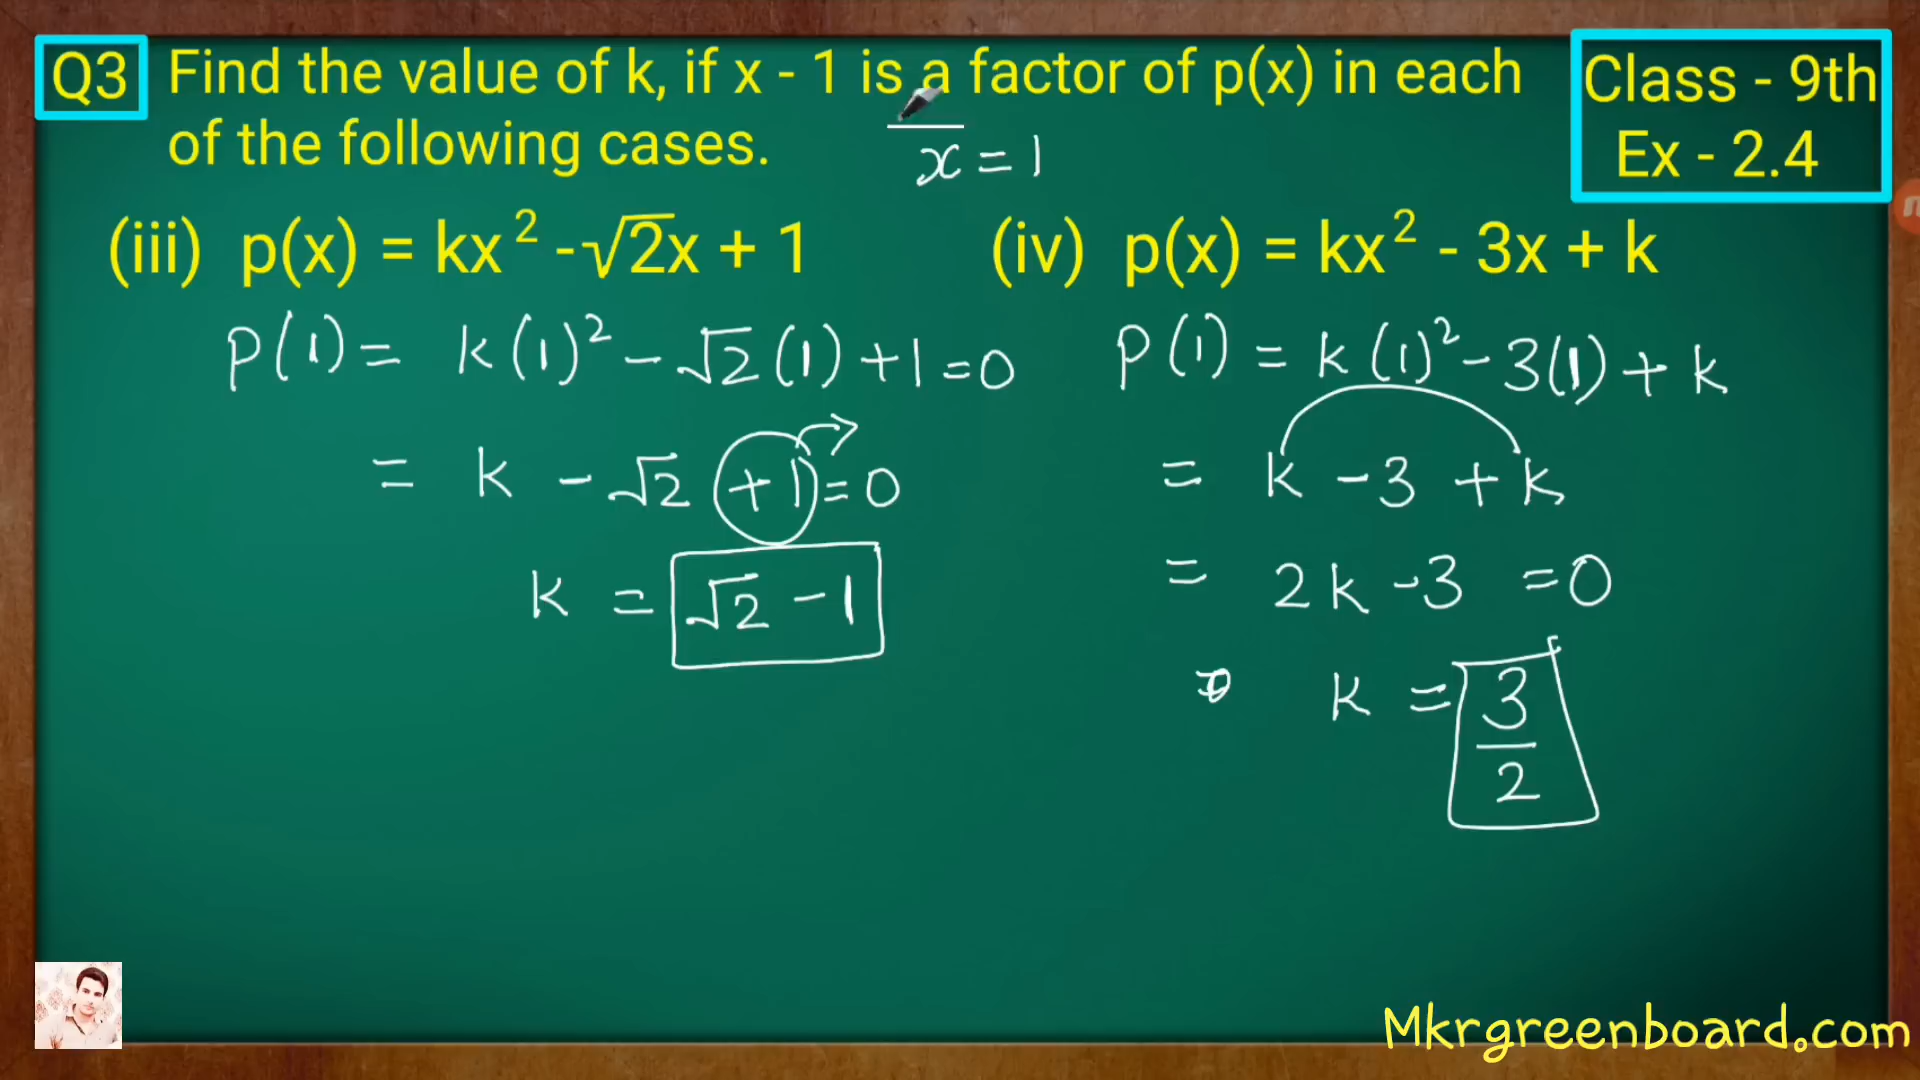 Q3 Find the value of k, if x - 1 is a factor of p(x) in each
of the following cases.
x = 1
Class - 9th
Ex - 2.4
(iii) p(x) = kx² - √2x + 1
P(1) = k(1)² - √2(1) + 1 = 0
= k - √2 + 1 = 0
k = √2 - 1
(iv) p(x) = kx² - 3x + k
P(1) = k(1)² - 3(1) + k
= k - 3 + k
= 2k - 3 = 0
k = 3/2
Mkrgreenboard.com